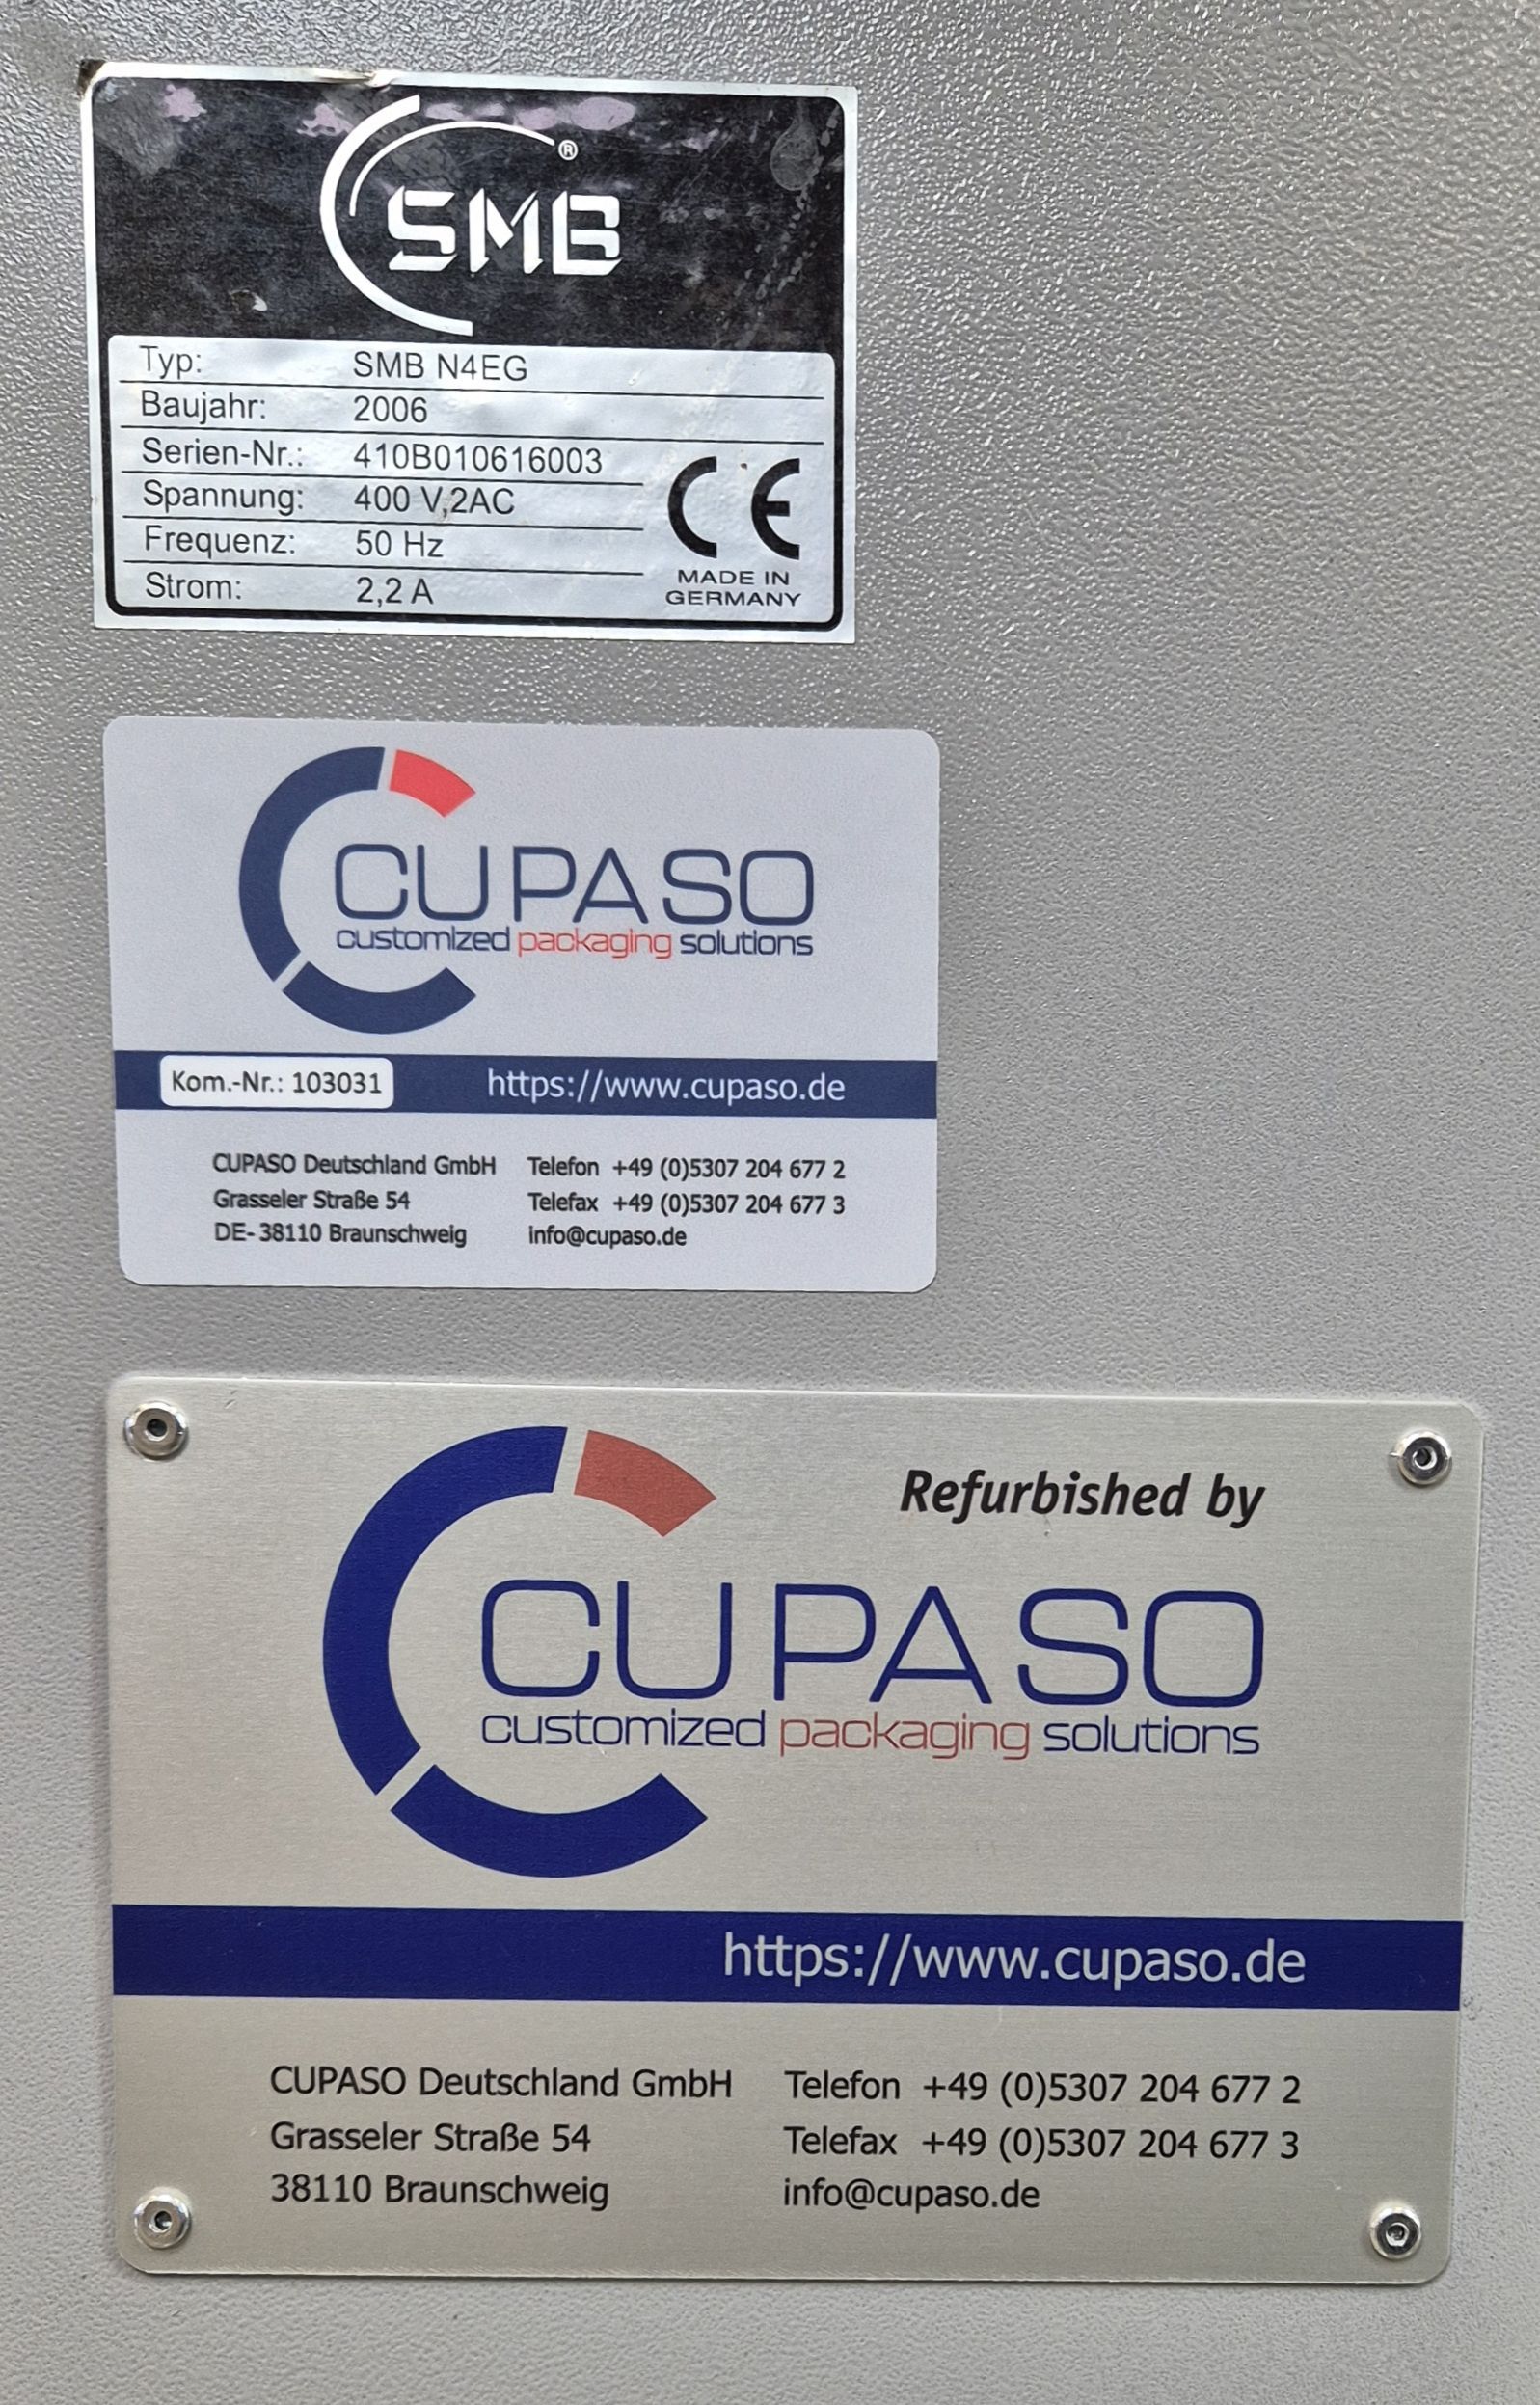 SMB®
Typ: SMB N4EG
Baujahr: 2006
Serien-Nr.: 410B010616003
Spannung: 400 V,2AC
Frequenz: 50 Hz
Strom: 2,2 A
CE
MADE IN
GERMANY
CUPASO
customized packaging solutions
Kom.-Nr.: 103031 https://www.cupaso.de
CUPASO Deutschland GmbH Telefon +49 (0)5307 204 677 2
Grasseler Straße 54 Telefax +49 (0)5307 204 677 3
DE- 38110 Braunschweig info@cupaso.de
Refurbished by
CUPASO
customized packaging solutions
https://www.cupaso.de
CUPASO Deutschland GmbH Telefon +49 (0)5307 204 677 2
Grasseler Straße 54 Telefax +49 (0)5307 204 677 3
38110 Braunschweig info@cupaso.de